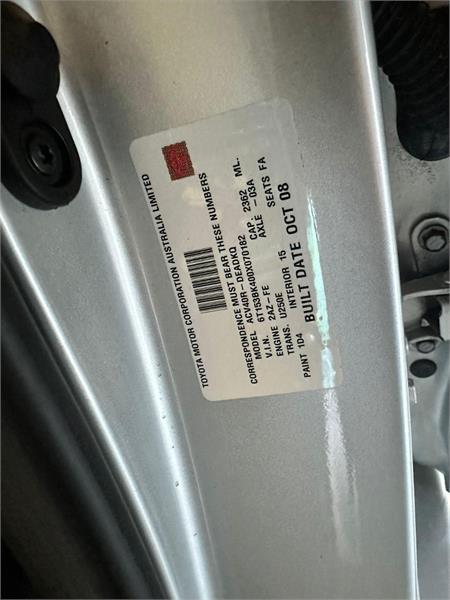 TOYOTA MOTOR CORPORATION AUSTRALIA LIMITED
CORRESPONDENCE MUST BEAR THESE NUMBERS
MODEL ACV40R-DEADKQ
V.I.N. 6T153BK400X070182
ENGINE 2AZ-FE CAP. 2362 ML.
TRANS. U250E AXLE -03A
PAINT 1D4 INTERIOR 15 SEATS FA
BUILT DATE OCT 08